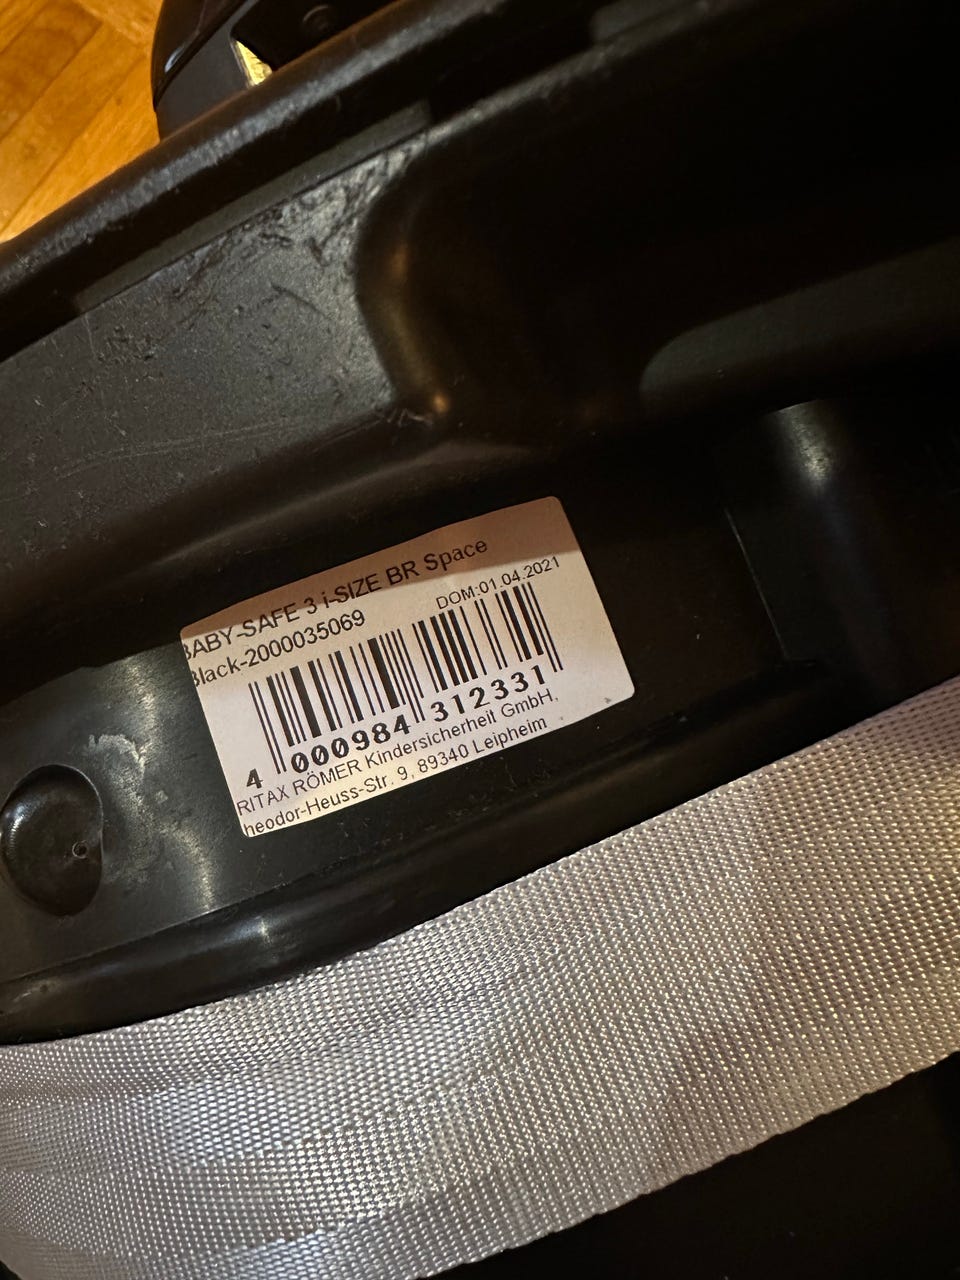 BABY-SAFE 3 i-SIZE BR Space
Black-2000035069
DOM:01.04.2021
4 000984 312331
RITAX RÖMER Kindersicherheit GmbH,
heodor-Heuss-Str. 9, 89340 Leipheim